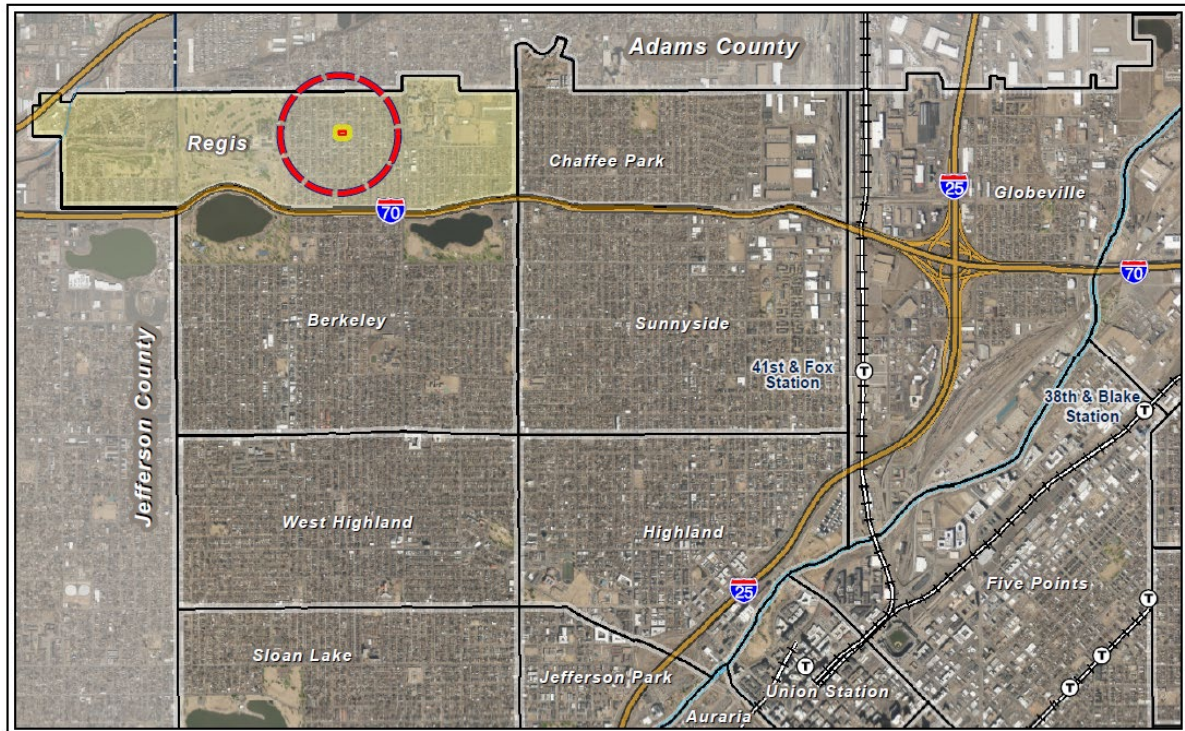 Adams County
Regis
Chaffee Park
70
25
Globeville
70
Berkeley
Sunnyside
Jefferson County
41st & Fox
Station
T
38th & Blake
Station
T
West Highland
Highland
25
Five Points
T
Sloan Lake
Jefferson Park
T
T
Union Station
T
Auraria